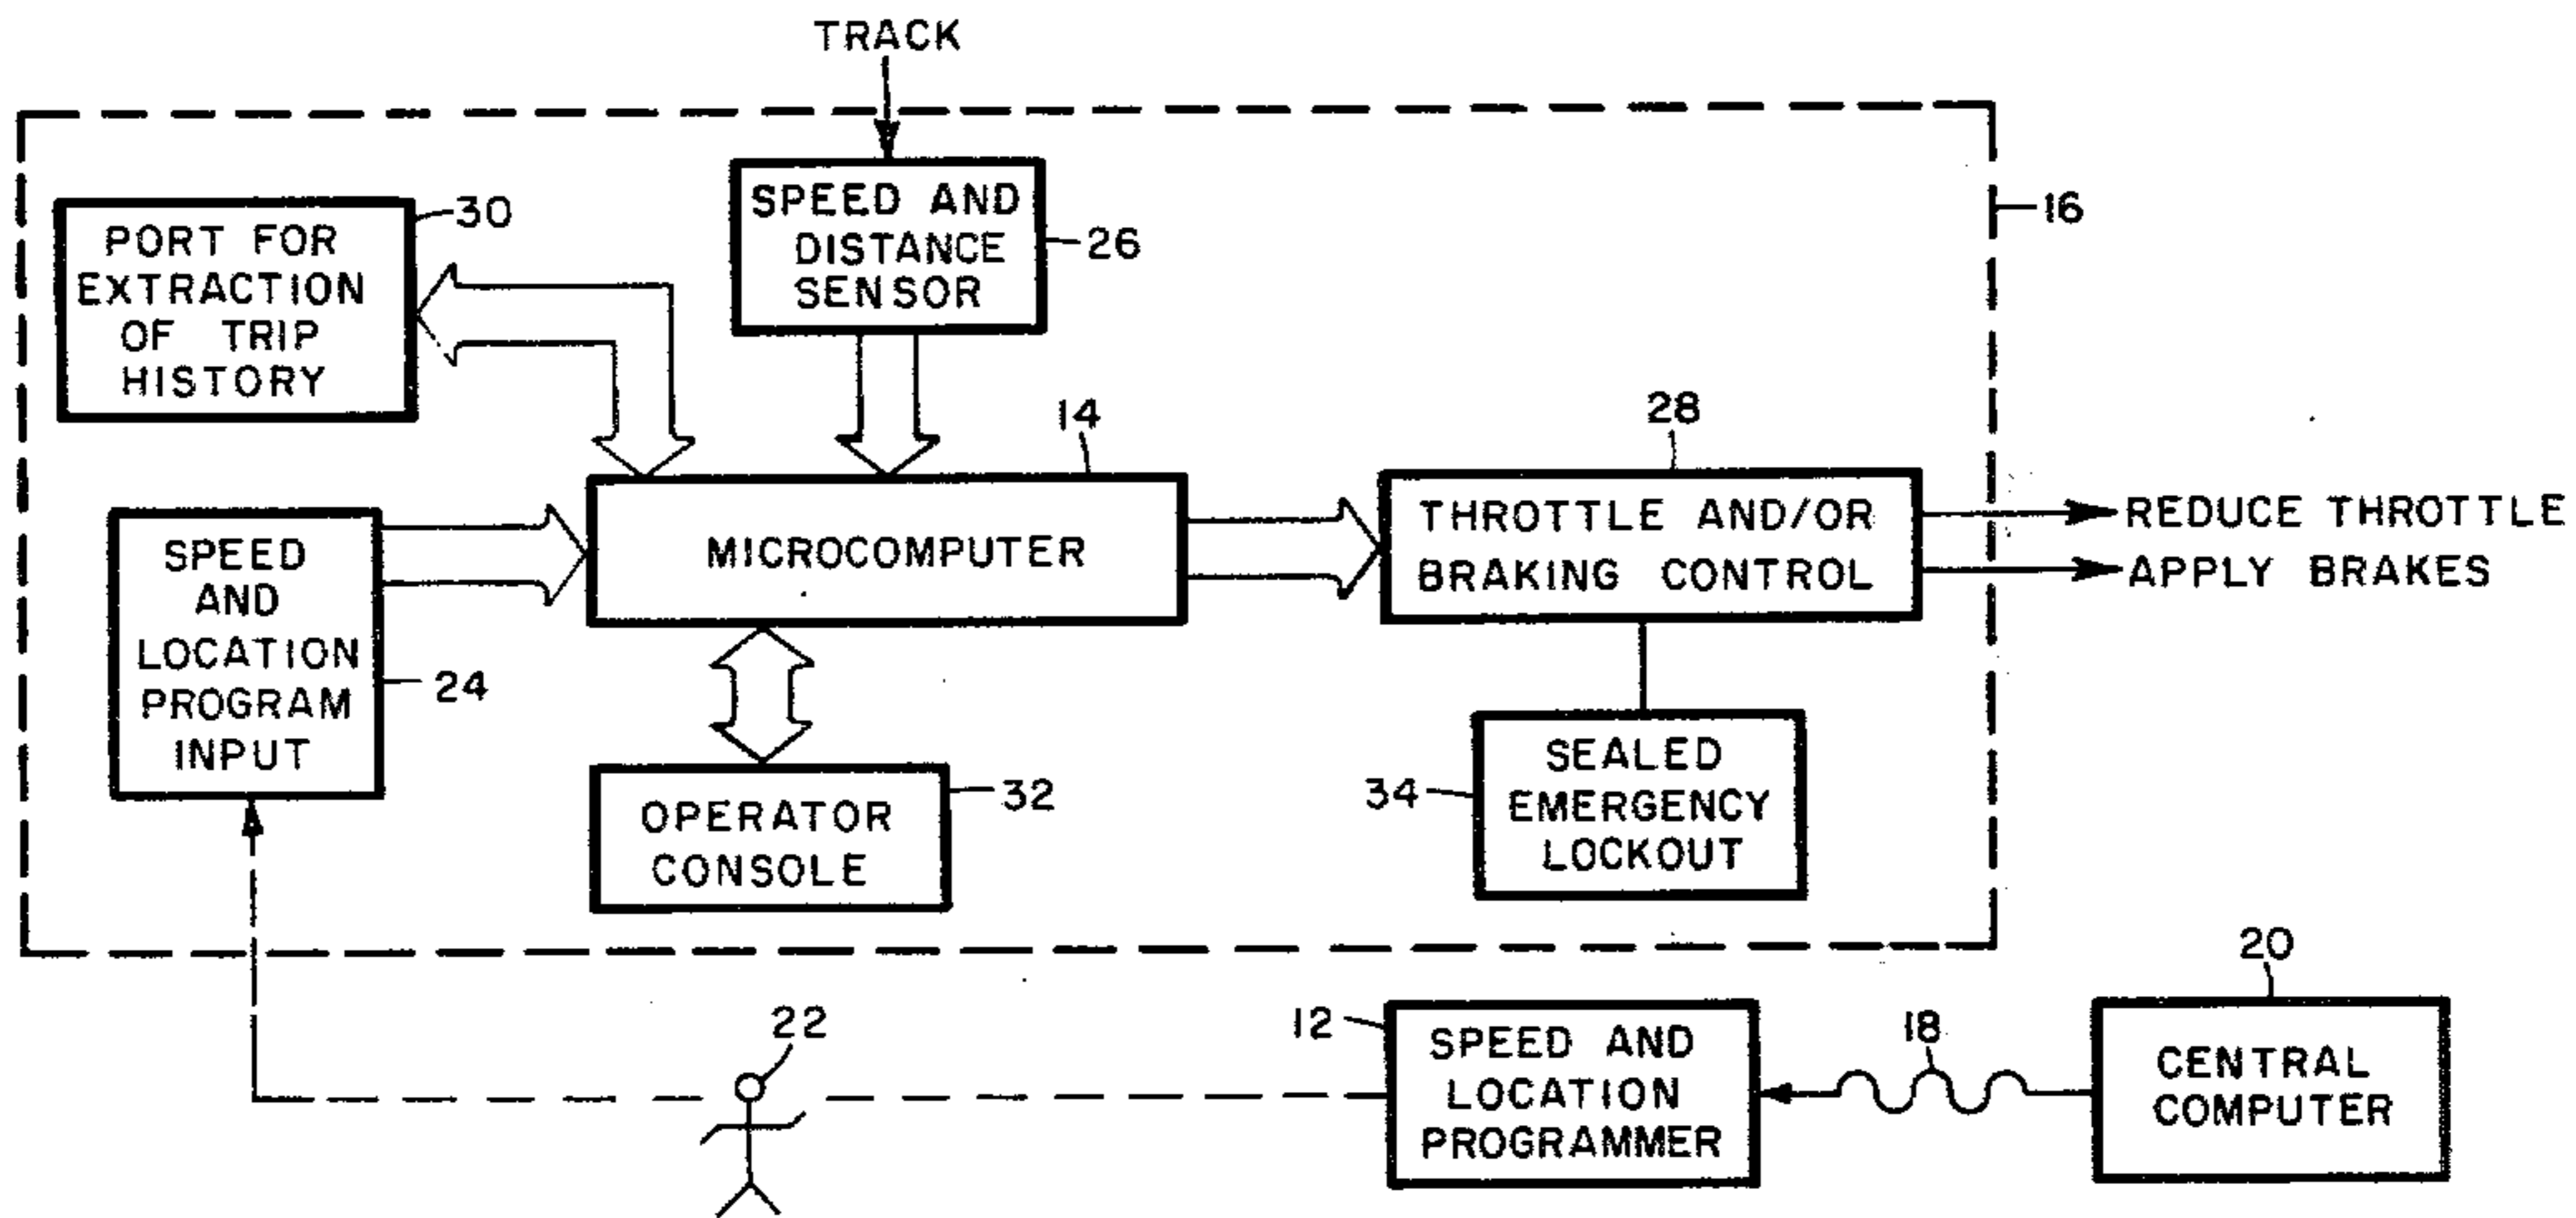 TRACK
SPEED AND
DISTANCE
SENSOR
26
16
30
PORT FOR
EXTRACTION
OF TRIP
HISTORY
14
MICROCOMPUTER
28
THROTTLE AND/OR
BRAKING CONTROL
REDUCE THROTTLE
APPLY BRAKES
SPEED
AND
LOCATION
PROGRAM
INPUT
24
OPERATOR
CONSOLE
32
34
SEALED
EMERGENCY
LOCKOUT
22
12
SPEED AND
LOCATION
PROGRAMMER
18
20
CENTRAL
COMPUTER